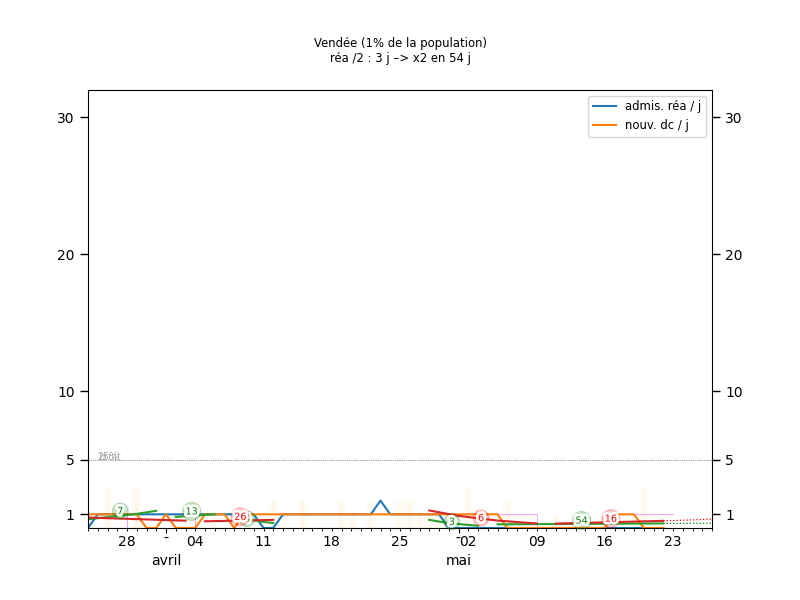 Vendée (1% de la population)
réa /2 : 3 j –> x2 en 54 j
admis. réa / j
nouv. dc / j
30 30
20 20
10 10
5 5
1 1
7 13 26 3 6 54 16
28 - 04 11 18 25 - 02 09 16 23
avril mai